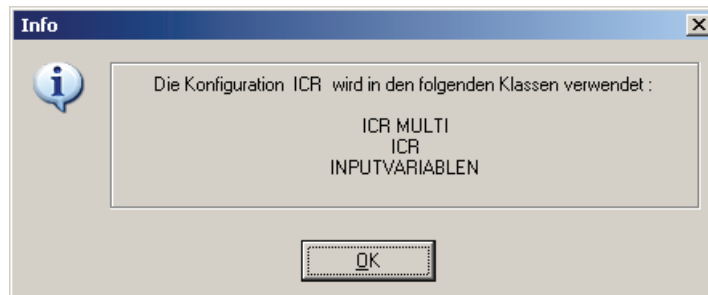 Info
Die Konfiguration ICR wird in den folgenden Klassen verwendet :
ICR MULTI
ICR
INPUTVARIABLEN
OK